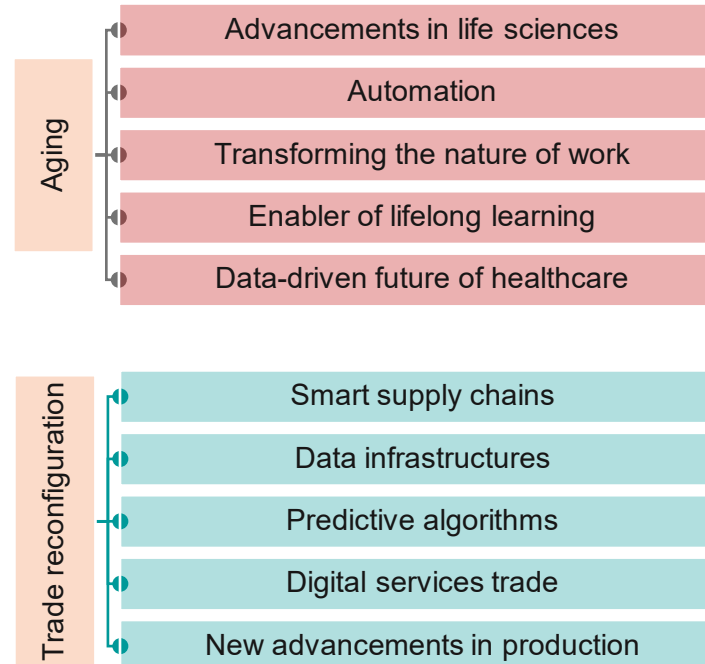 Aging
Advancements in life sciences
Automation
Transforming the nature of work
Enabler of lifelong learning
Data-driven future of healthcare
Trade reconfiguration
Smart supply chains
Data infrastructures
Predictive algorithms
Digital services trade
New advancements in production